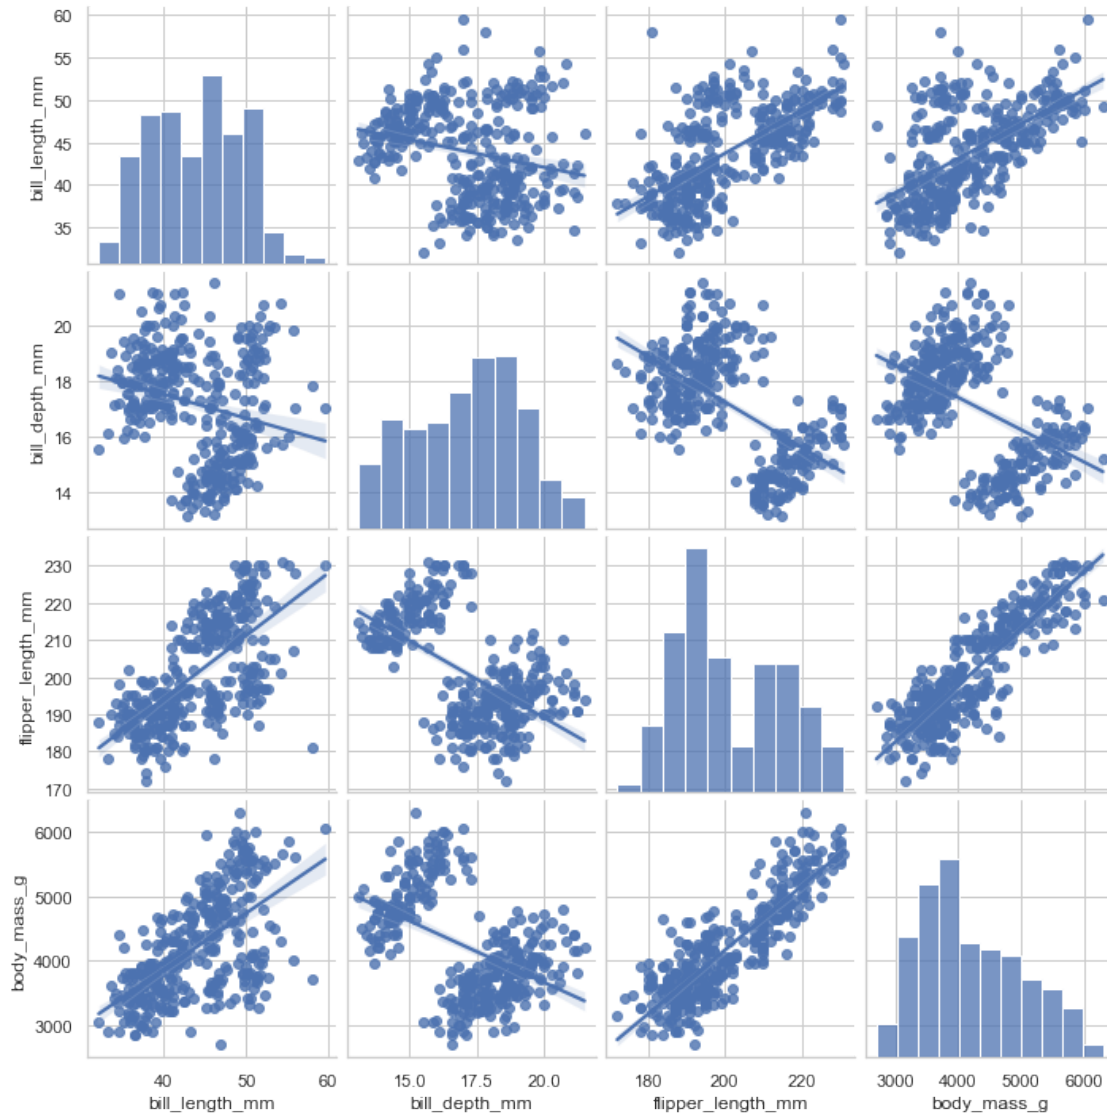 60
55
50
45
40
35
bill_length_mm
20
18
16
14
bill_depth_mm
230
220
210
200
190
180
170
flipper_length_mm
6000
5000
4000
3000
body_mass_g
40 50 60
bill_length_mm
15.0 17.5 20.0
bill_depth_mm
180 200 220
flipper_length_mm
3000 4000 5000 6000
body_mass_g